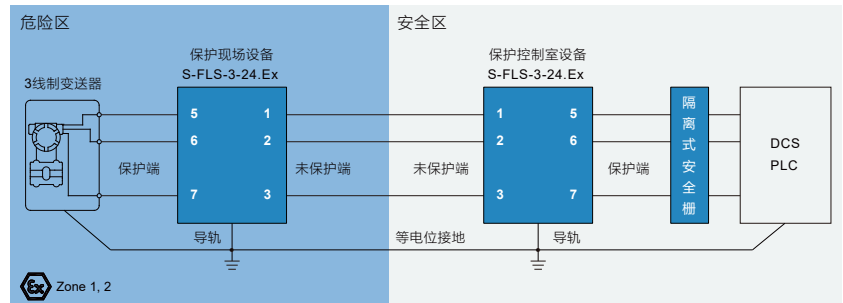 危险区
安全区
保护现场设备
S-FLS-3-24.Ex
保护控制室设备
S-FLS-3-24.Ex
3线制变送器
5 1
6 2
7 3
保护端
未保护端
1 5
2 6
3 7
未保护端
保护端
隔离式安全栅
DCS
PLC
导轨
等电位接地
导轨
Ex Zone 1, 2